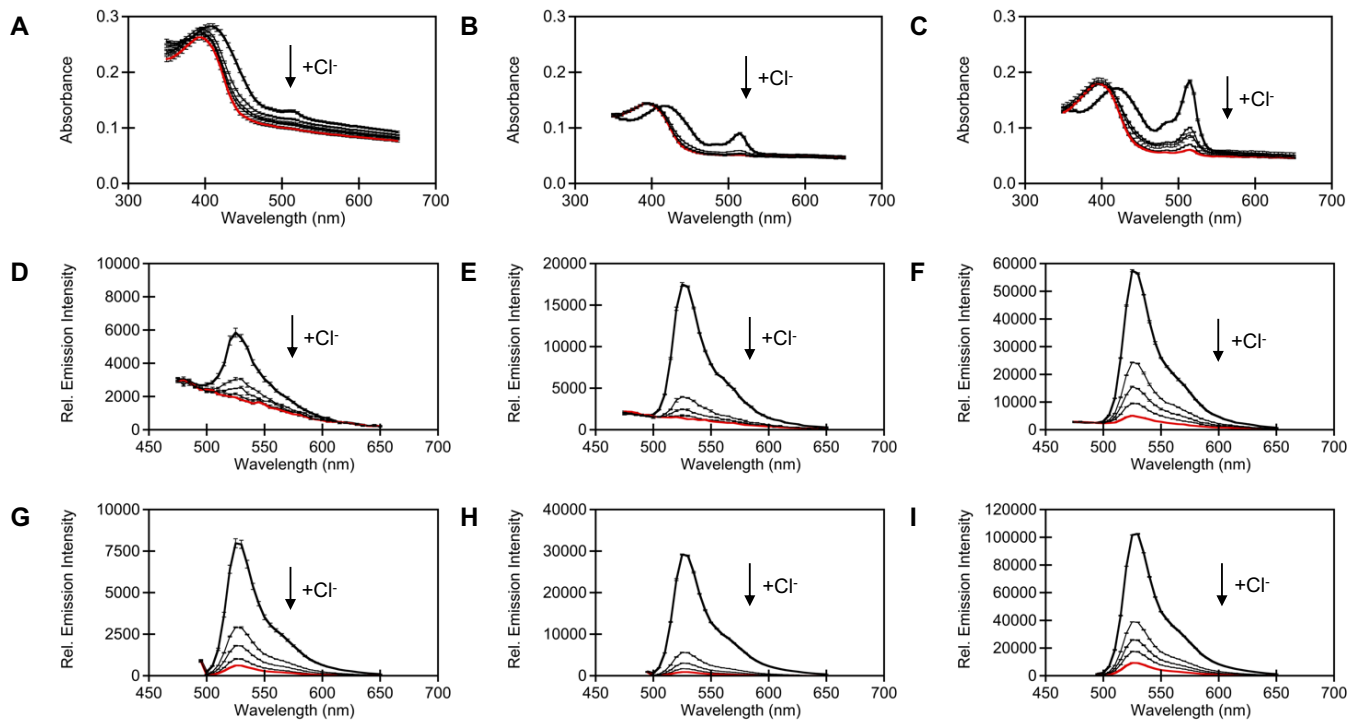 A
0.3
0.2
0.1
0.0
Absorbance
+Cl-
300 400 500 600 700
Wavelength (nm)
B
0.3
0.2
0.1
0.0
Absorbance
+Cl-
300 400 500 600 700
Wavelength (nm)
C
0.3
0.2
0.1
0.0
Absorbance
+Cl-
300 400 500 600 700
Wavelength (nm)
D
10000
8000
6000
4000
2000
0
Rel. Emission Intensity
+Cl-
450 500 550 600 650 700
Wavelength (nm)
E
20000
15000
10000
5000
0
Rel. Emission Intensity
+Cl-
450 500 550 600 650 700
Wavelength (nm)
F
60000
50000
40000
30000
20000
10000
0
Rel. Emission Intensity
+Cl-
450 500 550 600 650 700
Wavelength (nm)
G
10000
7500
5000
2500
0
Rel. Emission Intensity
+Cl-
450 500 550 600 650 700
Wavelength (nm)
H
40000
30000
20000
10000
0
Rel. Emission Intensity
+Cl-
450 500 550 600 650 700
Wavelength (nm)
I
120000
100000
80000
60000
40000
20000
0
Rel. Emission Intensity
+Cl-
450 500 550 600 650 700
Wavelength (nm)